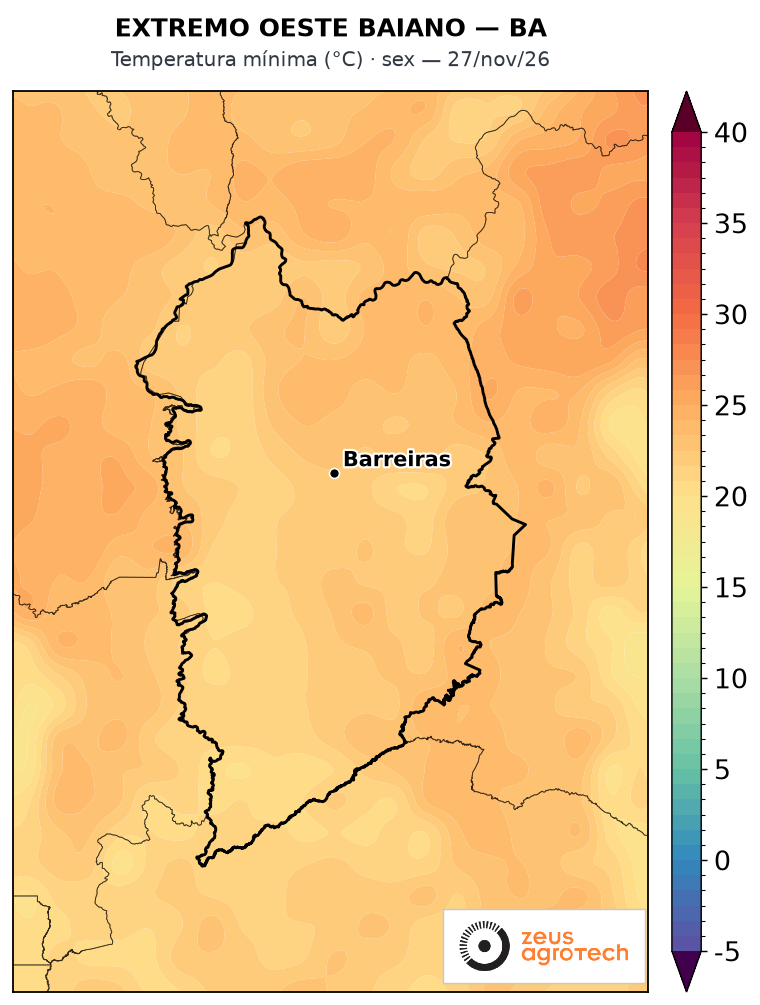 EXTREMO OESTE BAIANO — BA
Temperatura mínima (°C) · sex — 27/nov/26
Barreiras
40
35
30
25
20
15
10
5
0
-5
zeus
agrotech